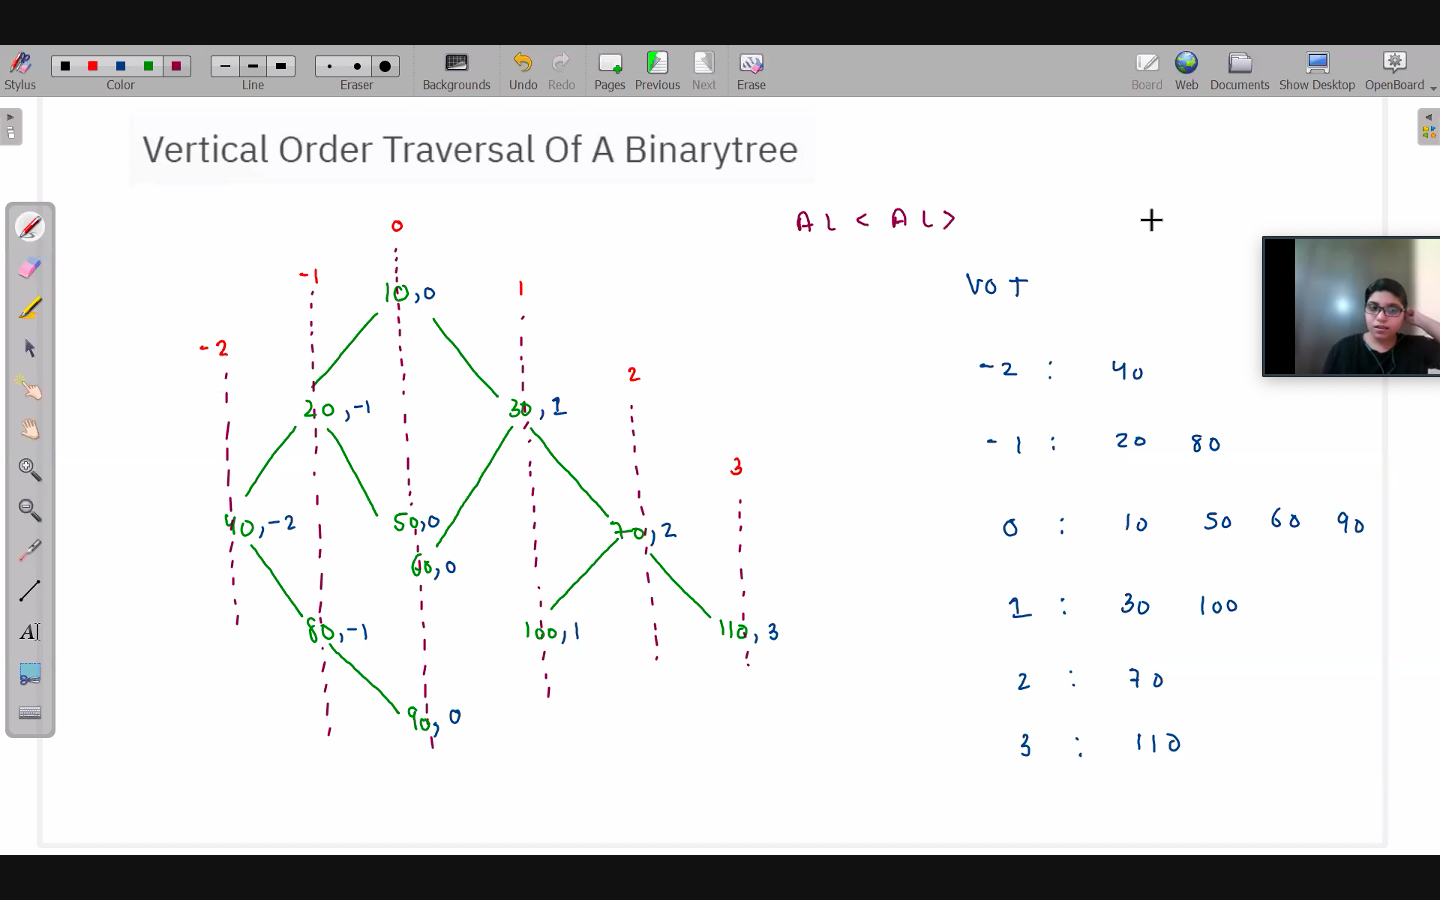 Stylus Color Line Eraser Backgrounds Undo Redo Pages Previous Next Erase Board Web Documents Show Desktop OpenBoard
Vertical Order Traversal Of A Binarytree
AL < AL >
0
-1
1
10,0
VOT
-2
2
-2 : 40
20,-1
30,1
-1 : 20 80
3
40,-2
50,0
70,2
0 : 10 50 60 90
60,0
1 : 30 100
80,-1
100,1
110,3
2 : 70
90,0
3 : 110
A